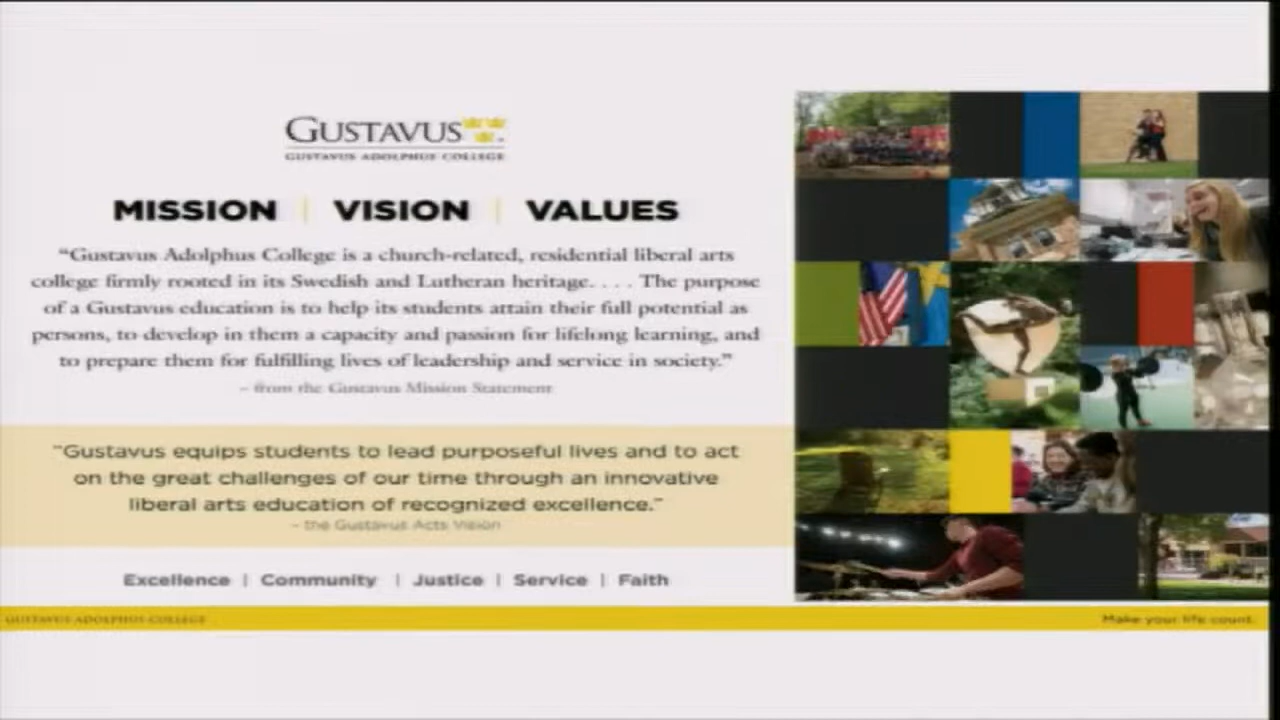 GUSTAVUS
GUSTAVUS ADOLPHUS COLLEGE
MISSION | VISION | VALUES
“Gustavus Adolphus College is a church-related, residential liberal arts
college firmly rooted in its Swedish and Lutheran heritage. . . . The purpose
of a Gustavus education is to help its students attain their full potential as
persons, to develop in them a capacity and passion for lifelong learning, and
to prepare them for fulfilling lives of leadership and service in society.”
– from the Gustavus Mission Statement
“Gustavus equips students to lead purposeful lives and to act
on the great challenges of our time through an innovative
liberal arts education of recognized excellence.”
– the Gustavus Acts Vision
Excellence | Community | Justice | Service | Faith
GUSTAVUS ADOLPHUS COLLEGE
Make your life count.